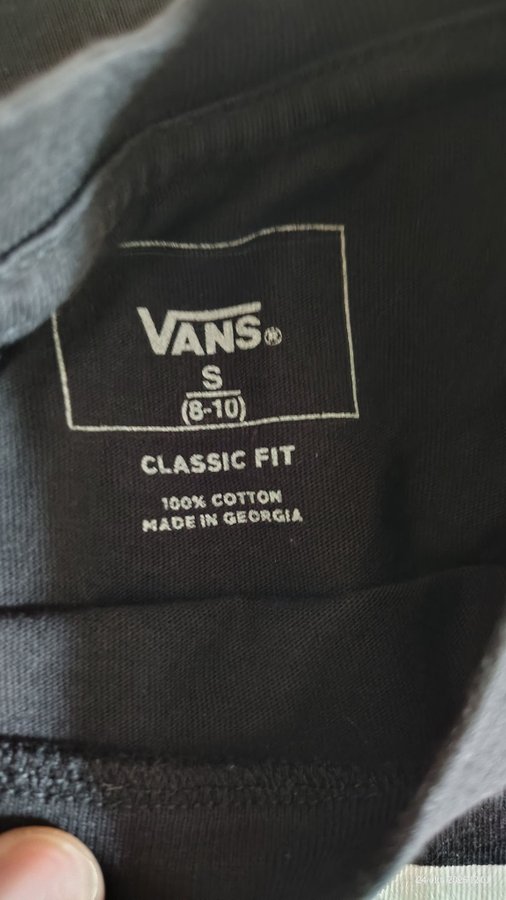 VANS®
S
(8-10)
CLASSIC FIT
100% COTTON
MADE IN GEORGIA